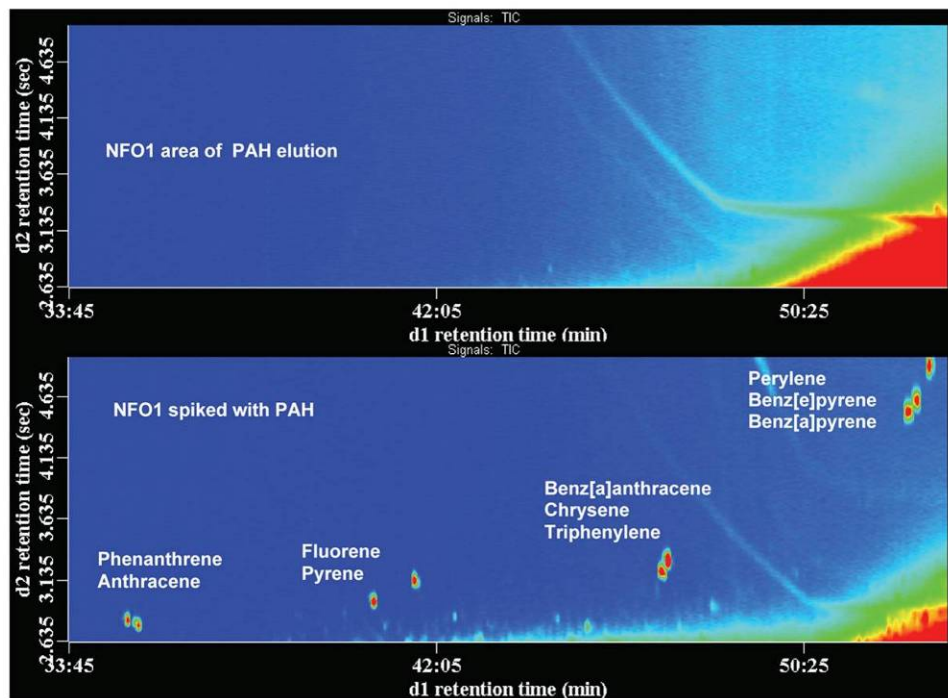 Signals: TIC
d2 retention time (sec)
4.635
4.135
3.635
3.135
2.635
NFO1 area of PAH elution
33:45
42:05
50:25
d1 retention time (min)
Signals: TIC
d2 retention time (sec)
4.635
4.135
3.635
3.135
2.635
NFO1 spiked with PAH
Perylene
Benz[e]pyrene
Benz[a]pyrene
Benz[a]anthracene
Chrysene
Triphenylene
Fluorene
Pyrene
Phenanthrene
Anthracene
33:45
42:05
50:25
d1 retention time (min)